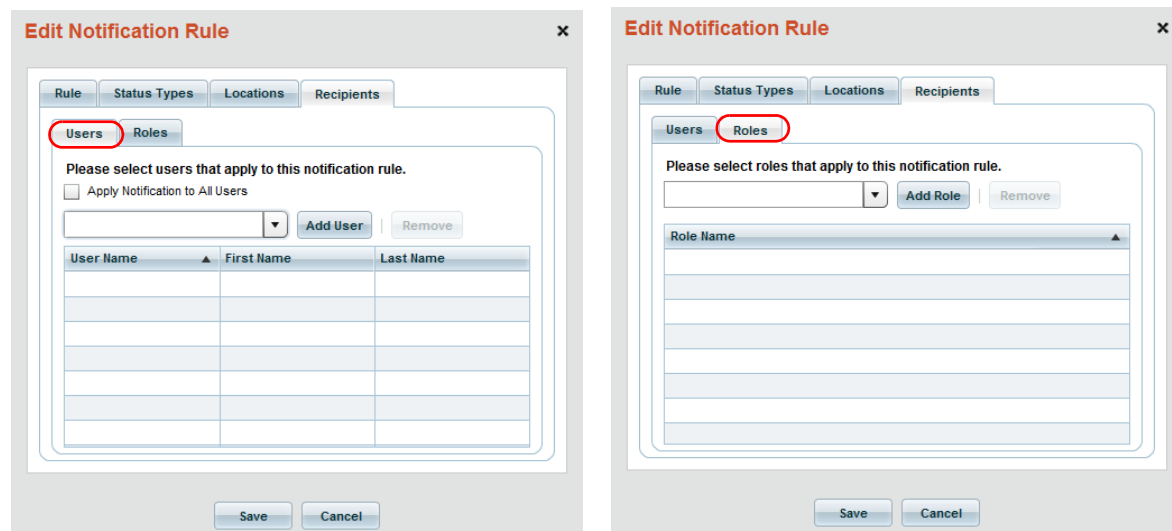 Edit Notification Rule x
Rule Status Types Locations Recipients
Users Roles
Please select users that apply to this notification rule.
Apply Notification to All Users
Add User | Remove
User Name First Name Last Name
Save Cancel
Edit Notification Rule x
Rule Status Types Locations Recipients
Users Roles
Please select roles that apply to this notification rule.
Add Role | Remove
Role Name
Save Cancel